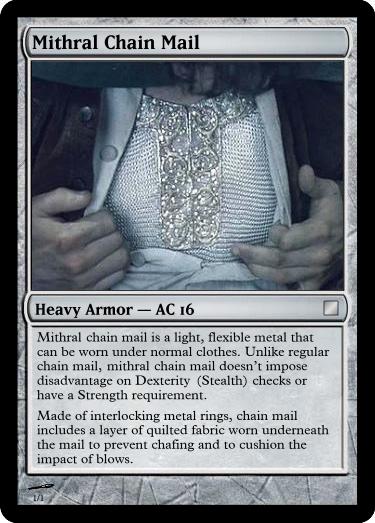 Mithral Chain Mail
Heavy Armor — AC 16
Mithral chain mail is a light, flexible metal that
can be worn under normal clothes. Unlike regular
chain mail, mithral chain mail doesn't impose
disadvantage on Dexterity (Stealth) checks or
have a Strength requirement.
Made of interlocking metal rings, chain mail
includes a layer of quilted fabric worn underneath
the mail to prevent chafing and to cushion the
impact of blows.
1/1